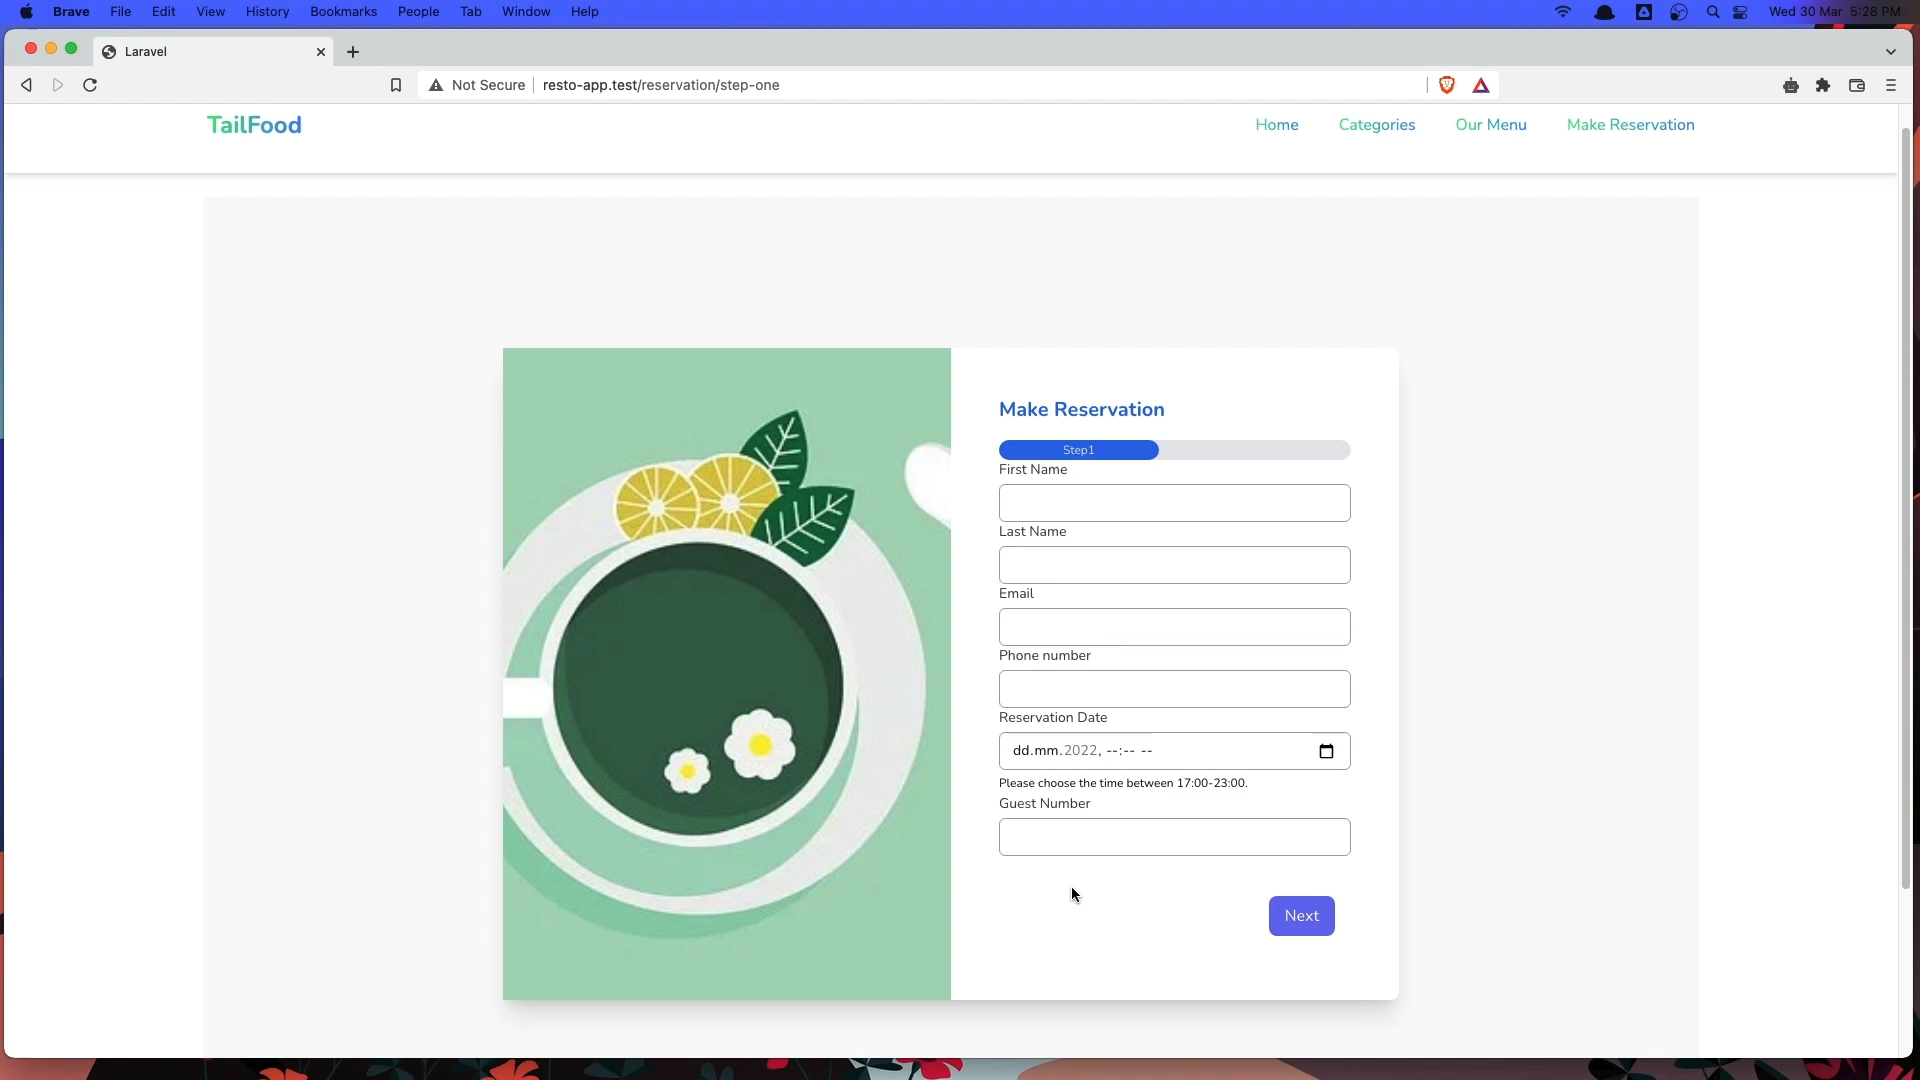 Brave File Edit View History Bookmarks People Tab Window Help Wed 30 Mar 5:28 PM
Laravel
Not Secure resto-app.test/reservation/step-one
TailFood Home Categories Our Menu Make Reservation
Make Reservation
Step1
First Name
Last Name
Email
Phone number
Reservation Date
dd.mm.2022, --:-- --
Please choose the time between 17:00-23:00.
Guest Number
Next